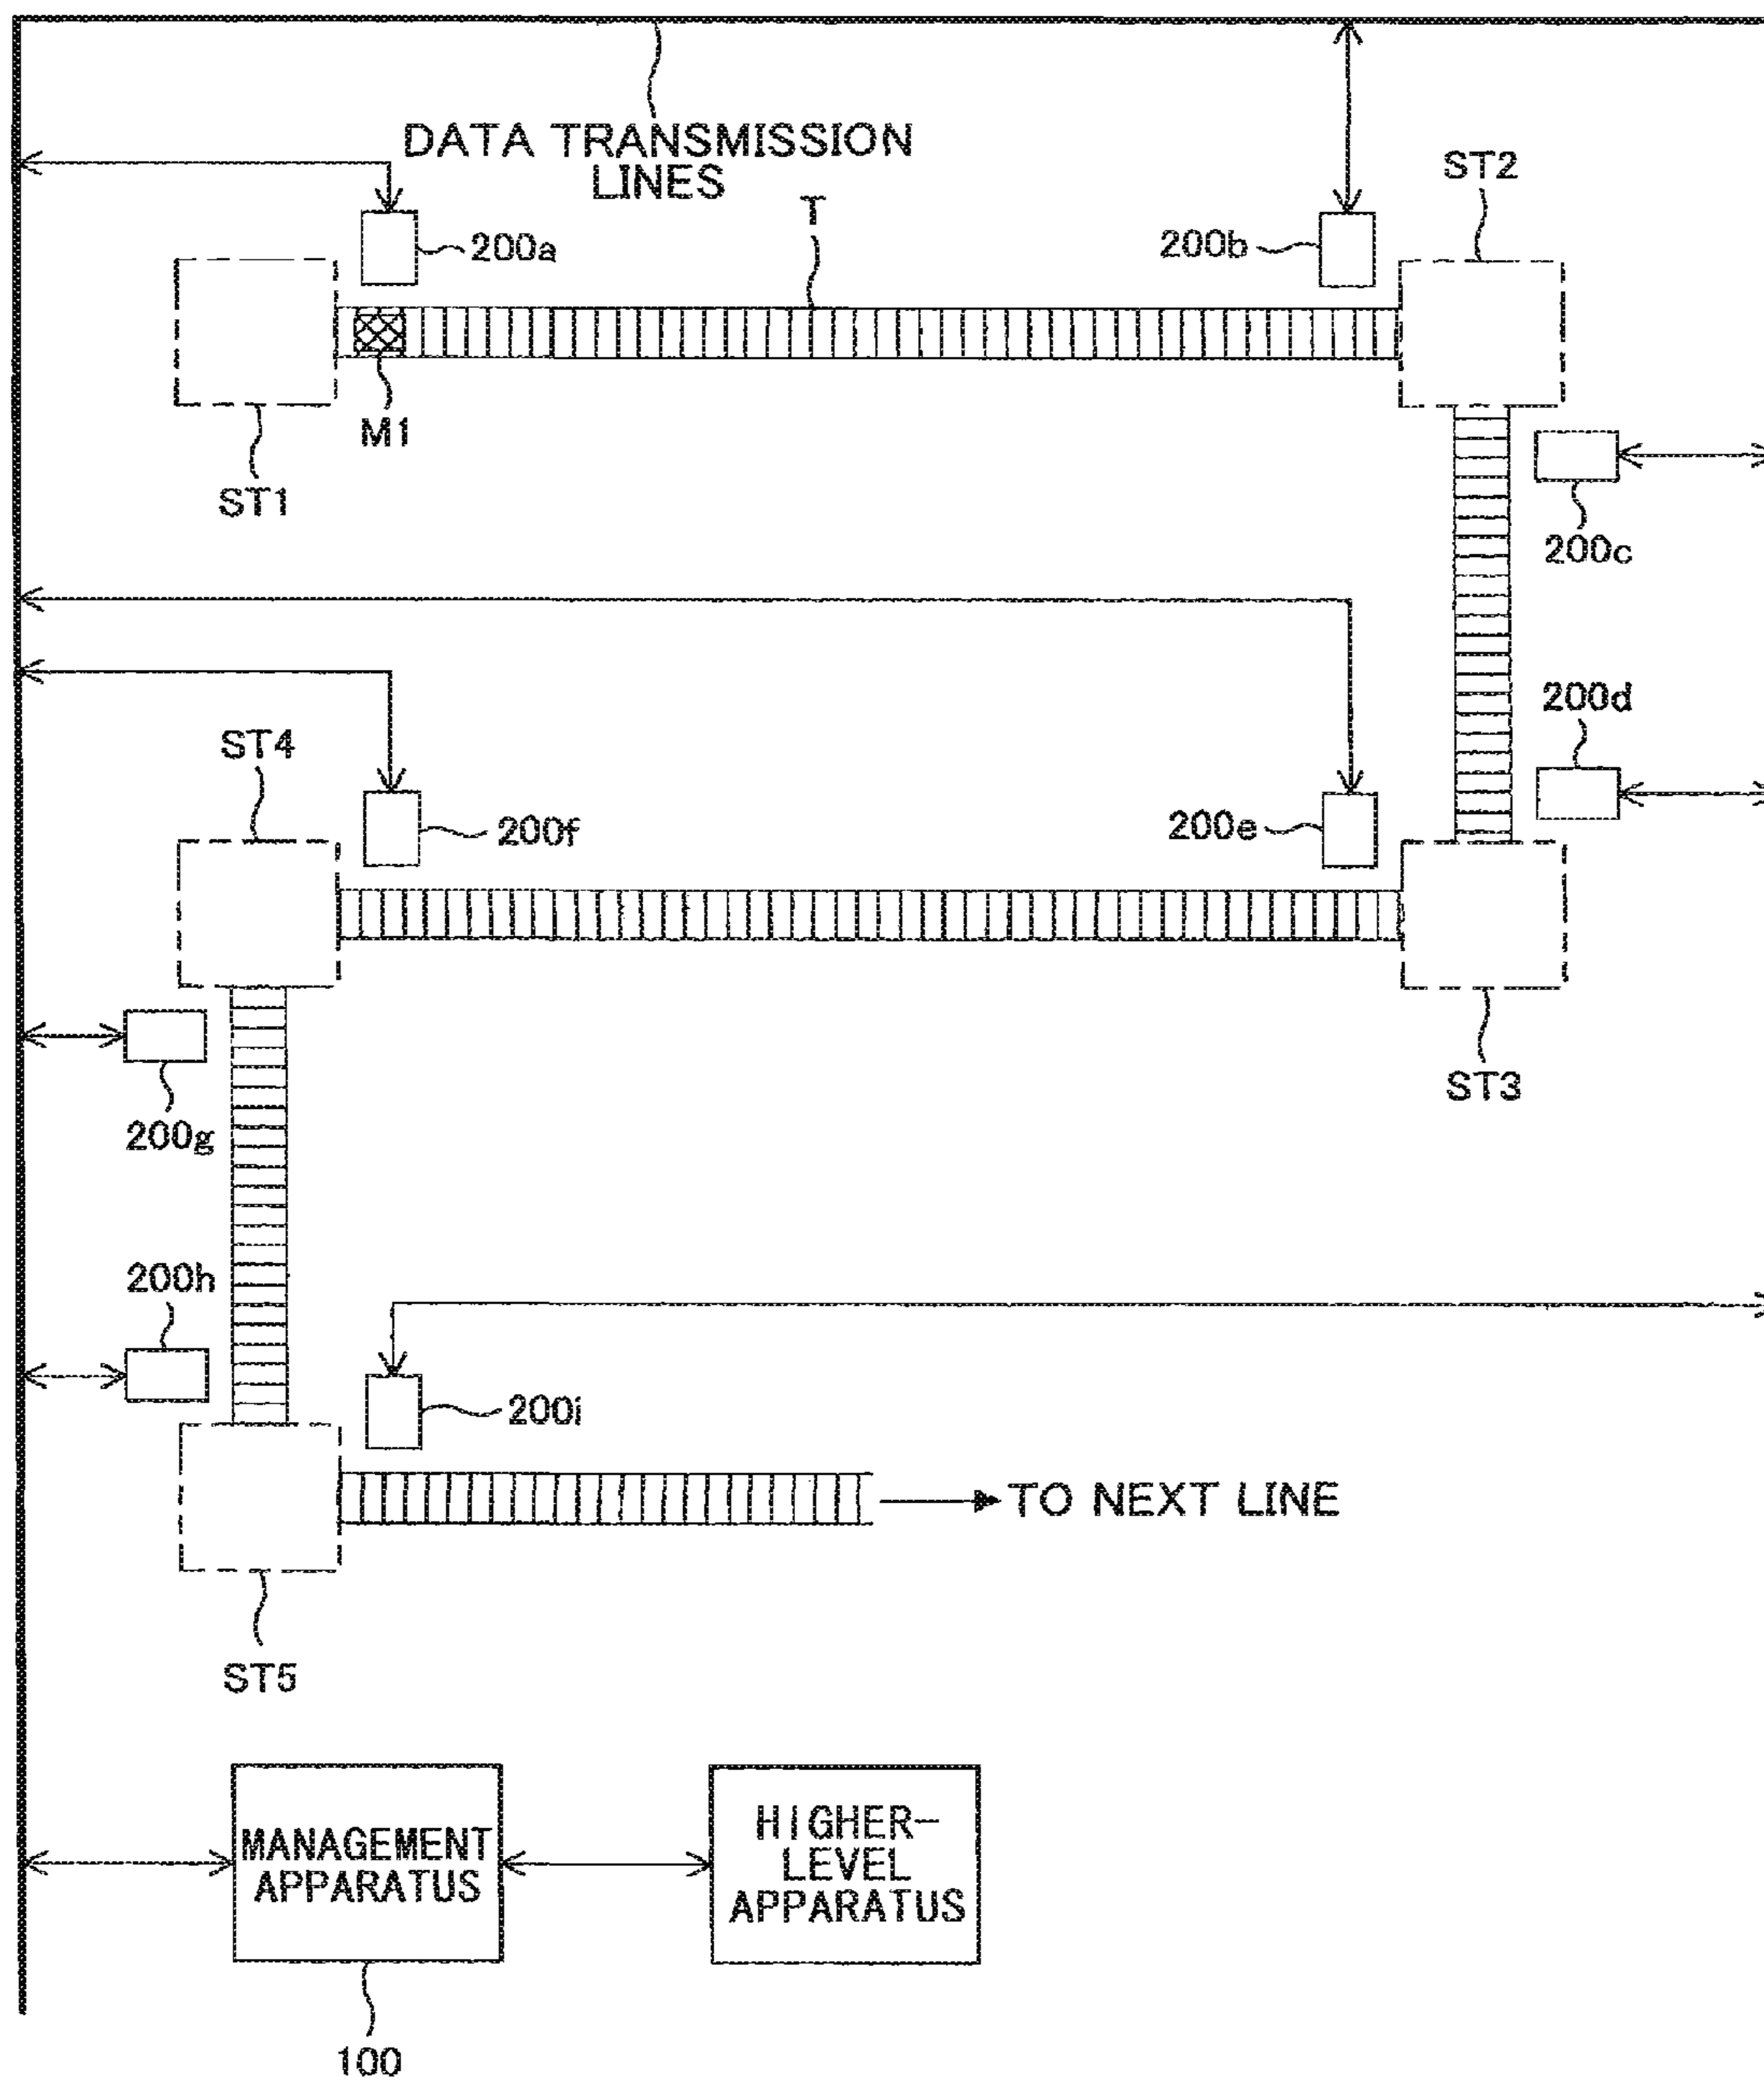 DATA TRANSMISSION
LINES
ST2
T
200a
200b
M1
ST1
200c
200d
ST4
200f
200e
ST3
200g
200h
200i
TO NEXT LINE
ST5
MANAGEMENT
APPARATUS
HIGHER-
LEVEL
APPARATUS
100